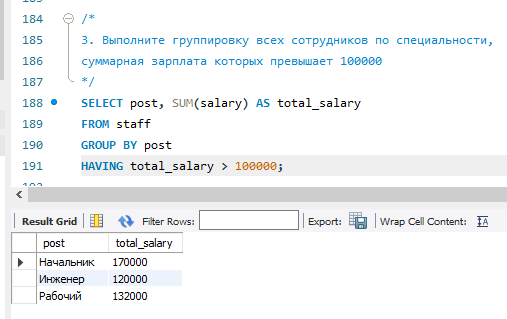 184 /*
185 3. Выполните группировку всех сотрудников по специальности,
186 суммарная зарплата которых превышает 100000
187 */
188 SELECT post, SUM(salary) AS total_salary
189 FROM staff
190 GROUP BY post
191 HAVING total_salary > 100000;
Result Grid Filter Rows: Export: Wrap Cell Content: IA
post total_salary
Начальник 170000
Инженер 120000
Рабочий 132000